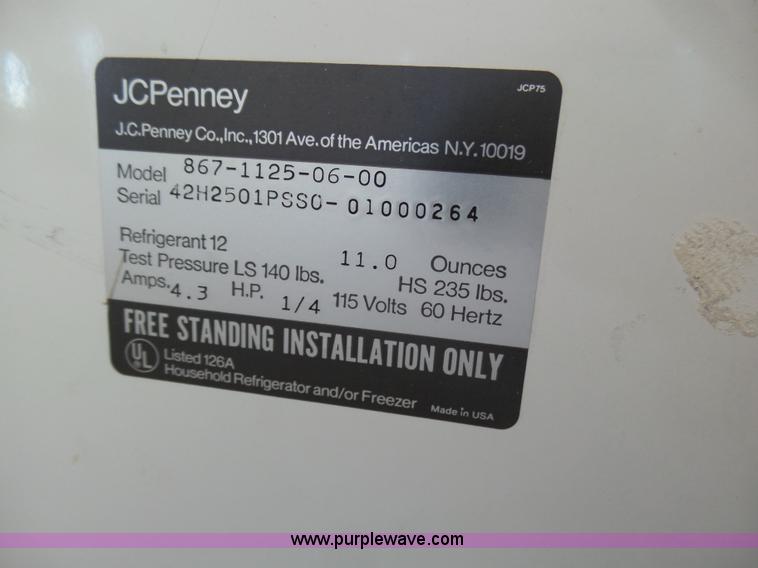 JCPenney
JCP75
J.C.Penney Co.,Inc.,1301 Ave.of the Americas N.Y.10019
Model 867-1125-06-00
Serial 42H2501PSSO-01000264
Refrigerant 12 11.0 Ounces
Test Pressure LS 140 lbs. HS 235 lbs.
Amps. 4.3 H.P. 1/4 115 Volts 60 Hertz
FREE STANDING INSTALLATION ONLY
UL Listed 126A
Household Refrigerator and/or Freezer
Made in USA
www.purplewave.com